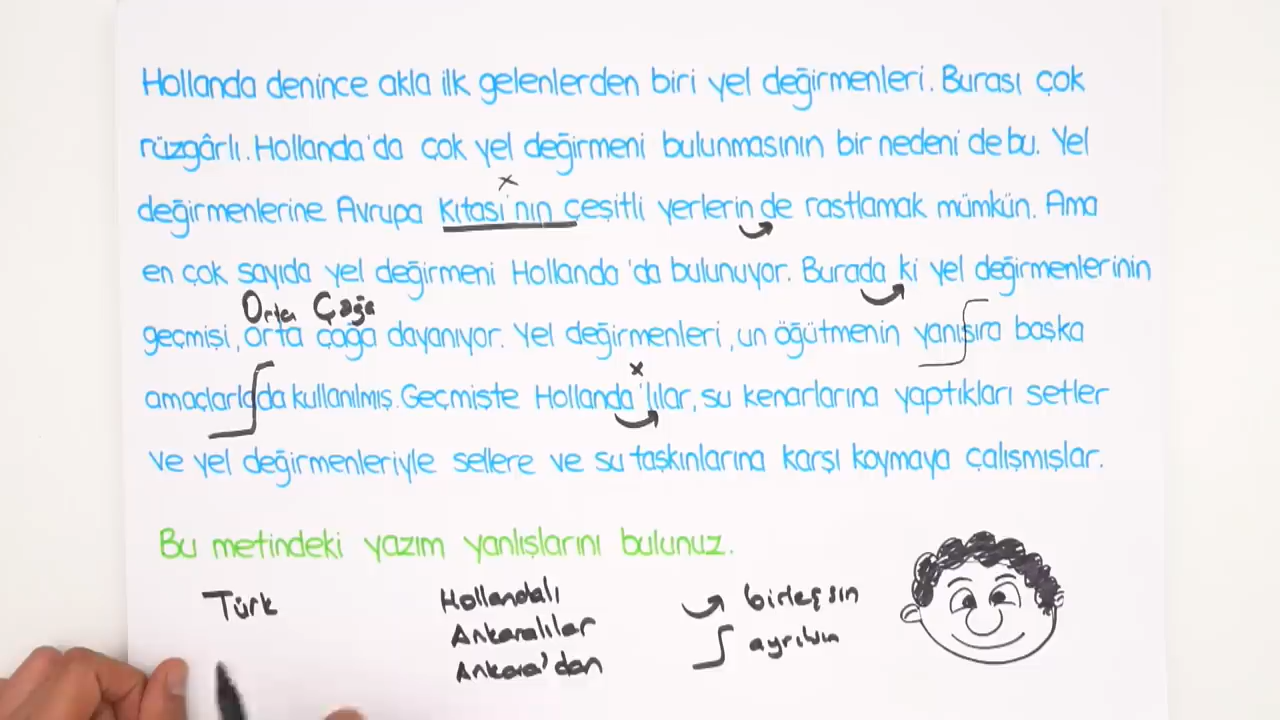 Hollanda denince akla ilk gelenlerden biri yel değirmenleri. Burası çok
rüzgârlı. Hollanda'da çok yel değirmeni bulunmasının bir nedeni de bu. Yel
değirmenlerine Avrupa Kıtası'nın çeşitli yerlerin de rastlamak mümkün. Ama
en çok sayıda yel değirmeni Hollanda'da bulunuyor. Burada ki yel değirmenlerinin
Orta Çağa
geçmişi, orta çağa dayanıyor. Yel değirmenleri, un öğütmenin yanısıra başka
amaçlarlada kullanılmış. Geçmişte Hollanda'lılar, su kenarlarına yaptıkları setler
ve yel değirmenleriyle sellere ve su taşkınlarına karşı koymaya çalışmışlar.
Bu metindeki yazım yanlışlarını bulunuz.
Türk Hollandalı birleşsin
Ankaralılar ayrılsın
Ankara'dan